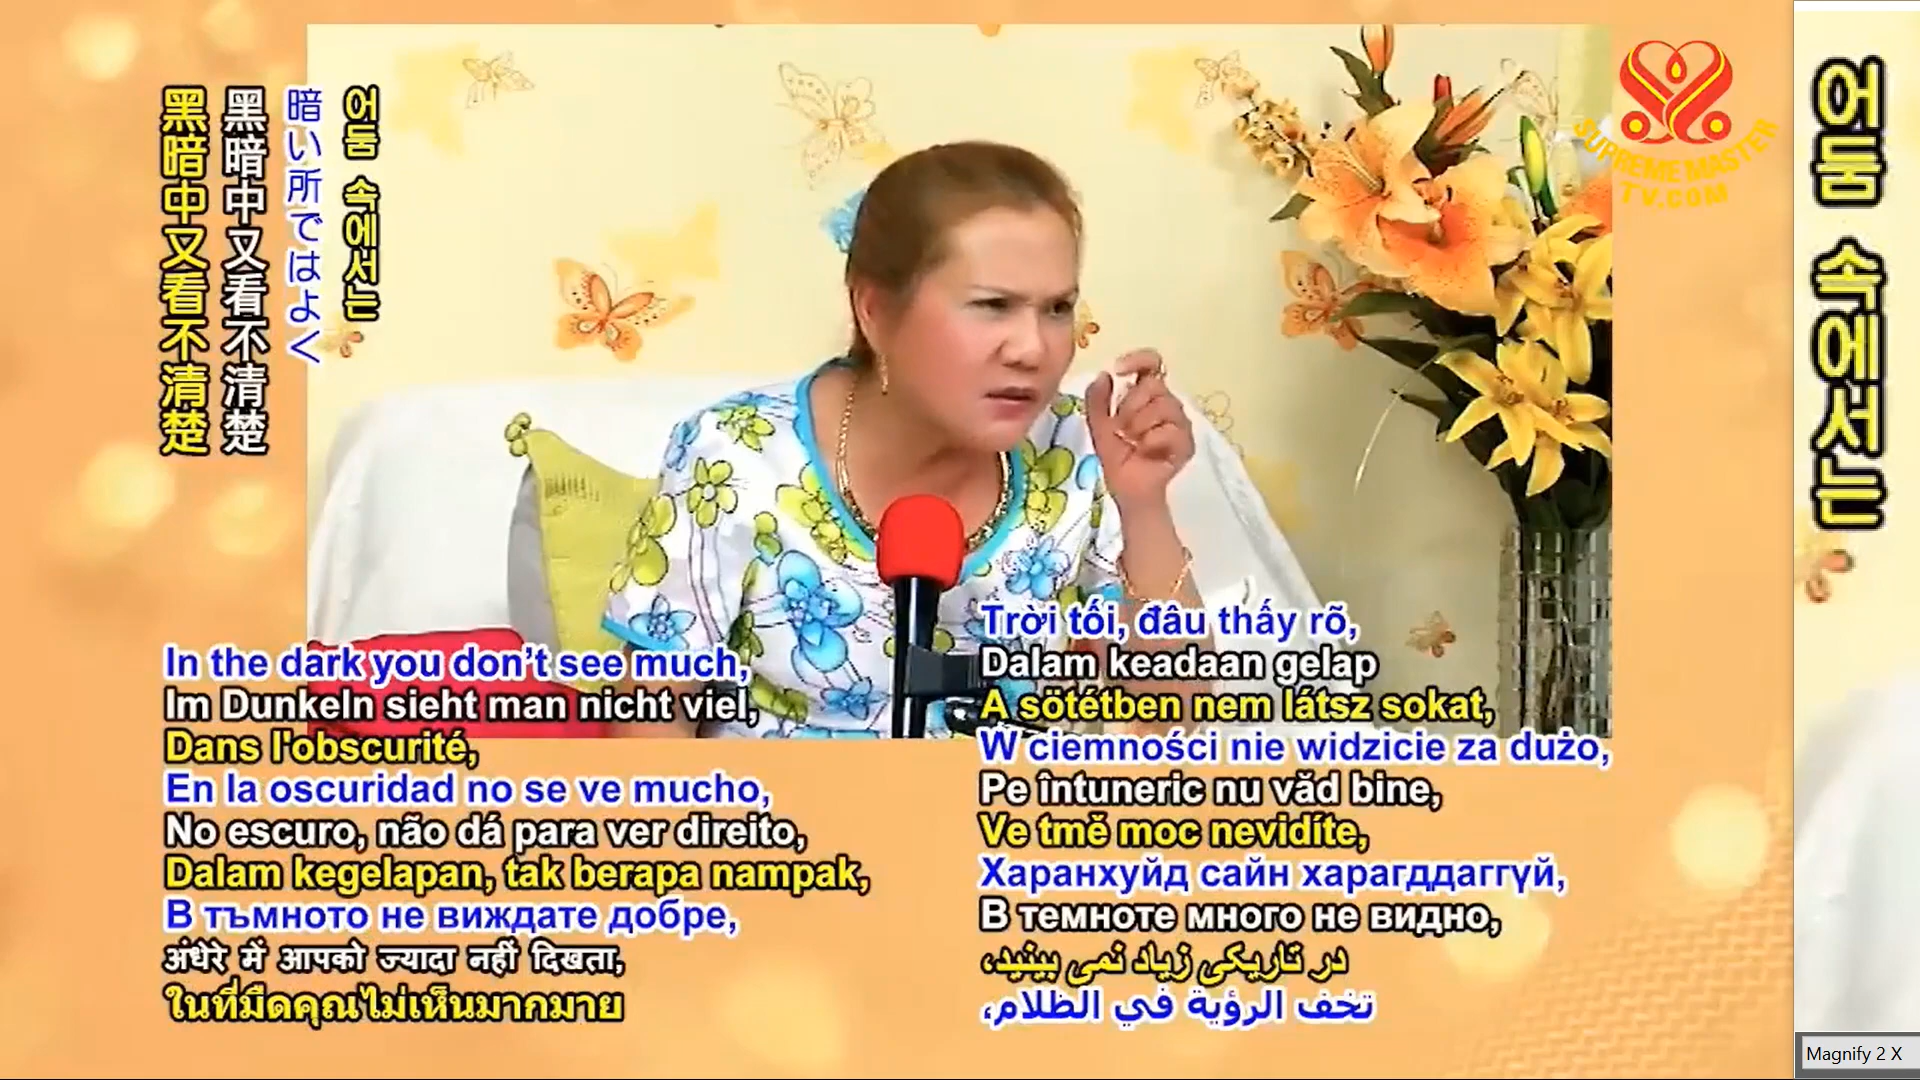 黑暗中又看不清楚
黑暗中又看不清楚
暗い所ではよく
어둠 속에서는
SUPREME MASTER
TV.COM
In the dark you don't see much,
Im Dunkeln sieht man nicht viel,
Dans l'obscurité,
En la oscuridad no se ve mucho,
No escuro, não dá para ver direito,
Dalam kegelapan, tak berapa nampak,
В тъмното не виждате добре,
अंधेरे में आपको ज्यादा नहीं दिखता,
ในที่มืดคุณไม่เห็นมากมาย
Trời tối, đâu thấy rõ,
Dalam keadaan gelap
A sötétben nem látsz sokat,
W ciemności nie widzicie za dużo,
Pe întuneric nu văd bine,
Ve tmě moc nevidíte,
Харанхуйд сайн харагддаггүй,
В темноте много не видно,
در تاریکی زیاد نمی بینید،
تخف الرؤية في الظلام،
어둠 속에서는
Magnify 2 X